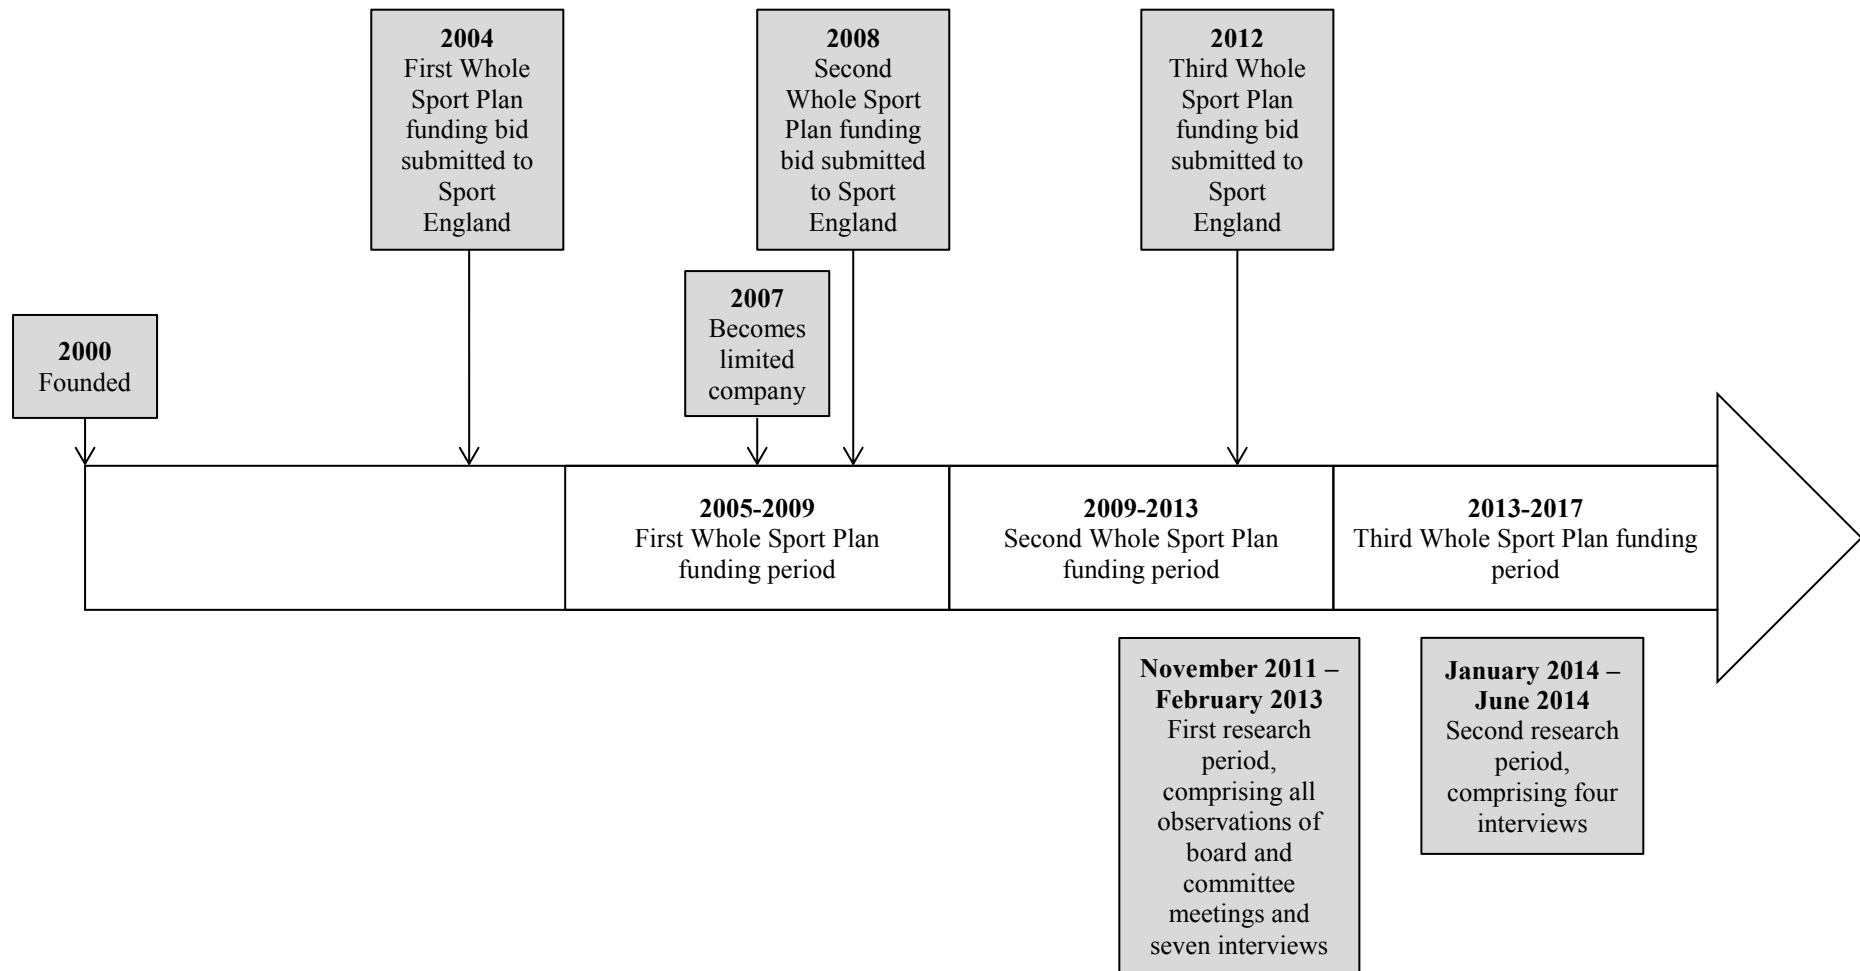 2004
First Whole
Sport Plan
funding bid
submitted to
Sport
England
2008
Second
Whole Sport
Plan funding
bid submitted
to Sport
England
2012
Third Whole
Sport Plan
funding bid
submitted to
Sport
England
2007
Becomes
limited
company
2000
Founded
2005-2009
First Whole Sport Plan
funding period
2009-2013
Second Whole Sport Plan
funding period
2013-2017
Third Whole Sport Plan funding
period
November 2011 –
February 2013
First research
period,
comprising all
observations of
board and
committee
meetings and
seven interviews
January 2014 –
June 2014
Second research
period,
comprising four
interviews